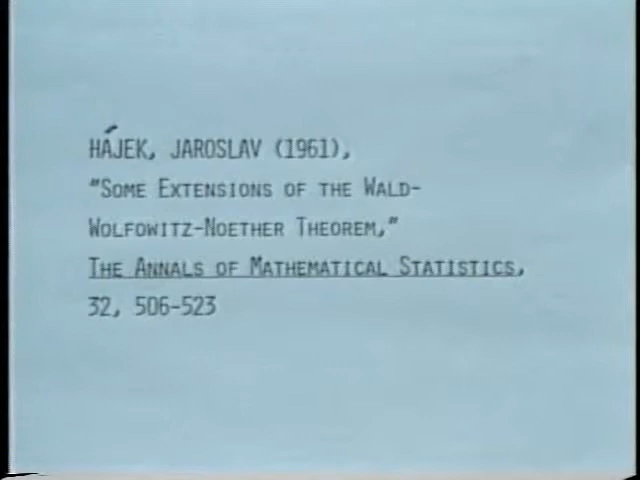 HÁJEK, JAROSLAV (1961),
"SOME EXTENSIONS OF THE WALD-
WOLFOWITZ-NOETHER THEOREM,"
THE ANNALS OF MATHEMATICAL STATISTICS,
32, 506-523